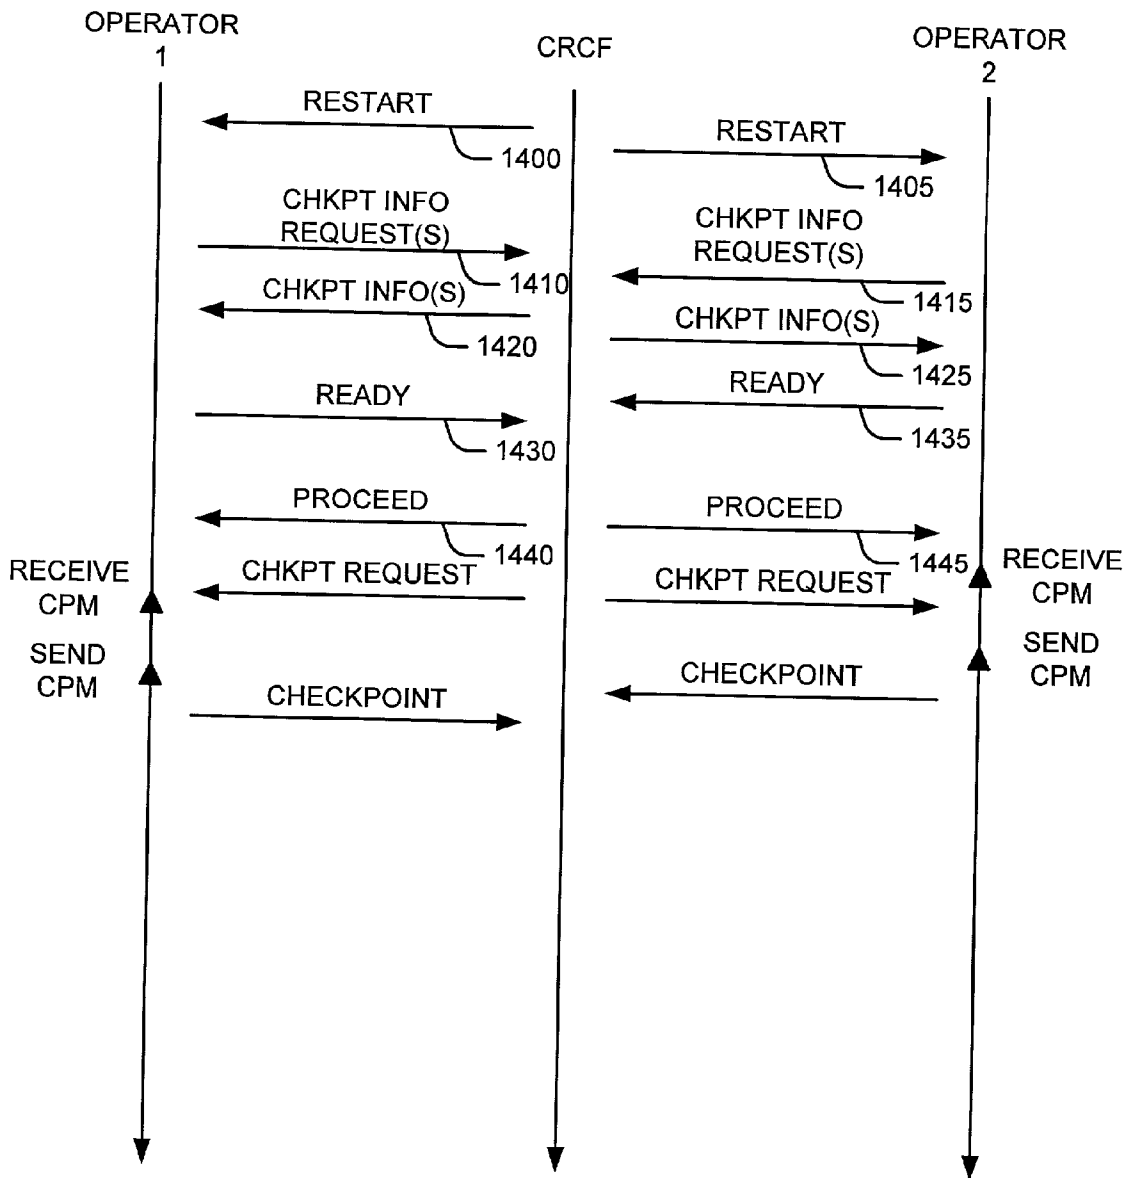 OPERATOR
1
CRCF
OPERATOR
2
RESTART
1400
RESTART
1405
CHKPT INFO
REQUEST(S)
1410
CHKPT INFO
REQUEST(S)
1415
CHKPT INFO(S)
1420
CHKPT INFO(S)
1425
READY
1430
READY
1435
PROCEED
1440
PROCEED
1445
RECEIVE
CPM
CHKPT REQUEST
CHKPT REQUEST
RECEIVE
CPM
SEND
CPM
CHECKPOINT
CHECKPOINT
SEND
CPM